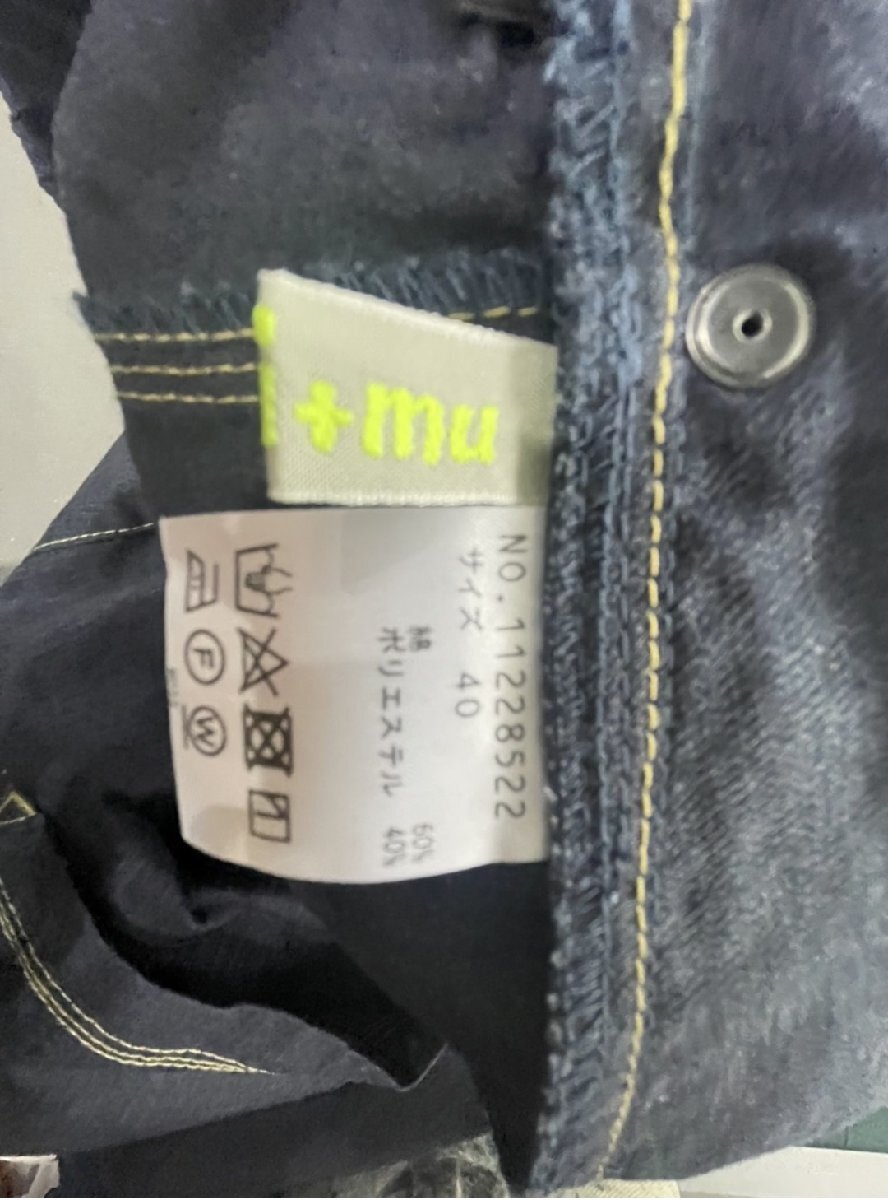 mu+
NO.11228522
サイズ 40
綿 60%
ポリエステル 40%
F
W